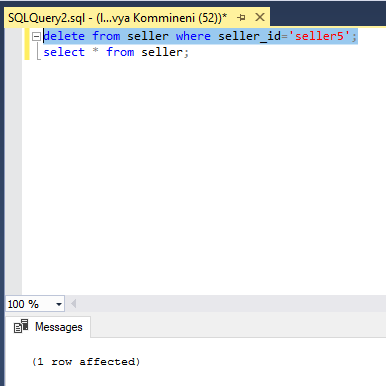 SQLQuery2.sql - (l...vya Kommineni (52))*
delete from seller where seller_id='seller5';
select * from seller;
100 %
Messages
(1 row affected)